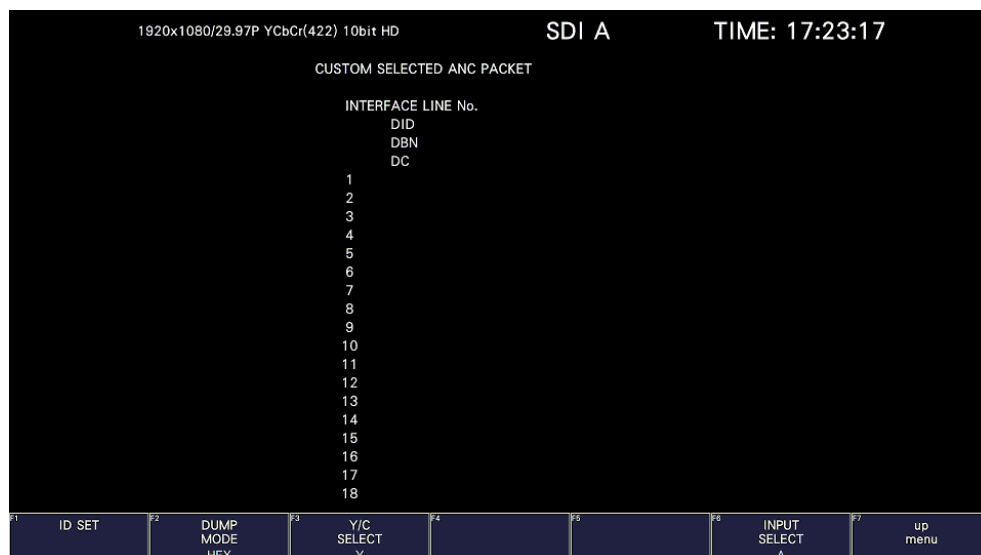 1920x1080/29.97P YCbCr(422) 10bit HD SDI A TIME: 17:23:17
CUSTOM SELECTED ANC PACKET
INTERFACE LINE No.
DID
DBN
DC
1
2
3
4
5
6
7
8
9
10
11
12
13
14
15
16
17
18
F1 ID SET
F2 DUMP
MODE
HEX
F3 Y/C
SELECT
Y
F4
F5
F6 INPUT
SELECT
A
F7 up
menu